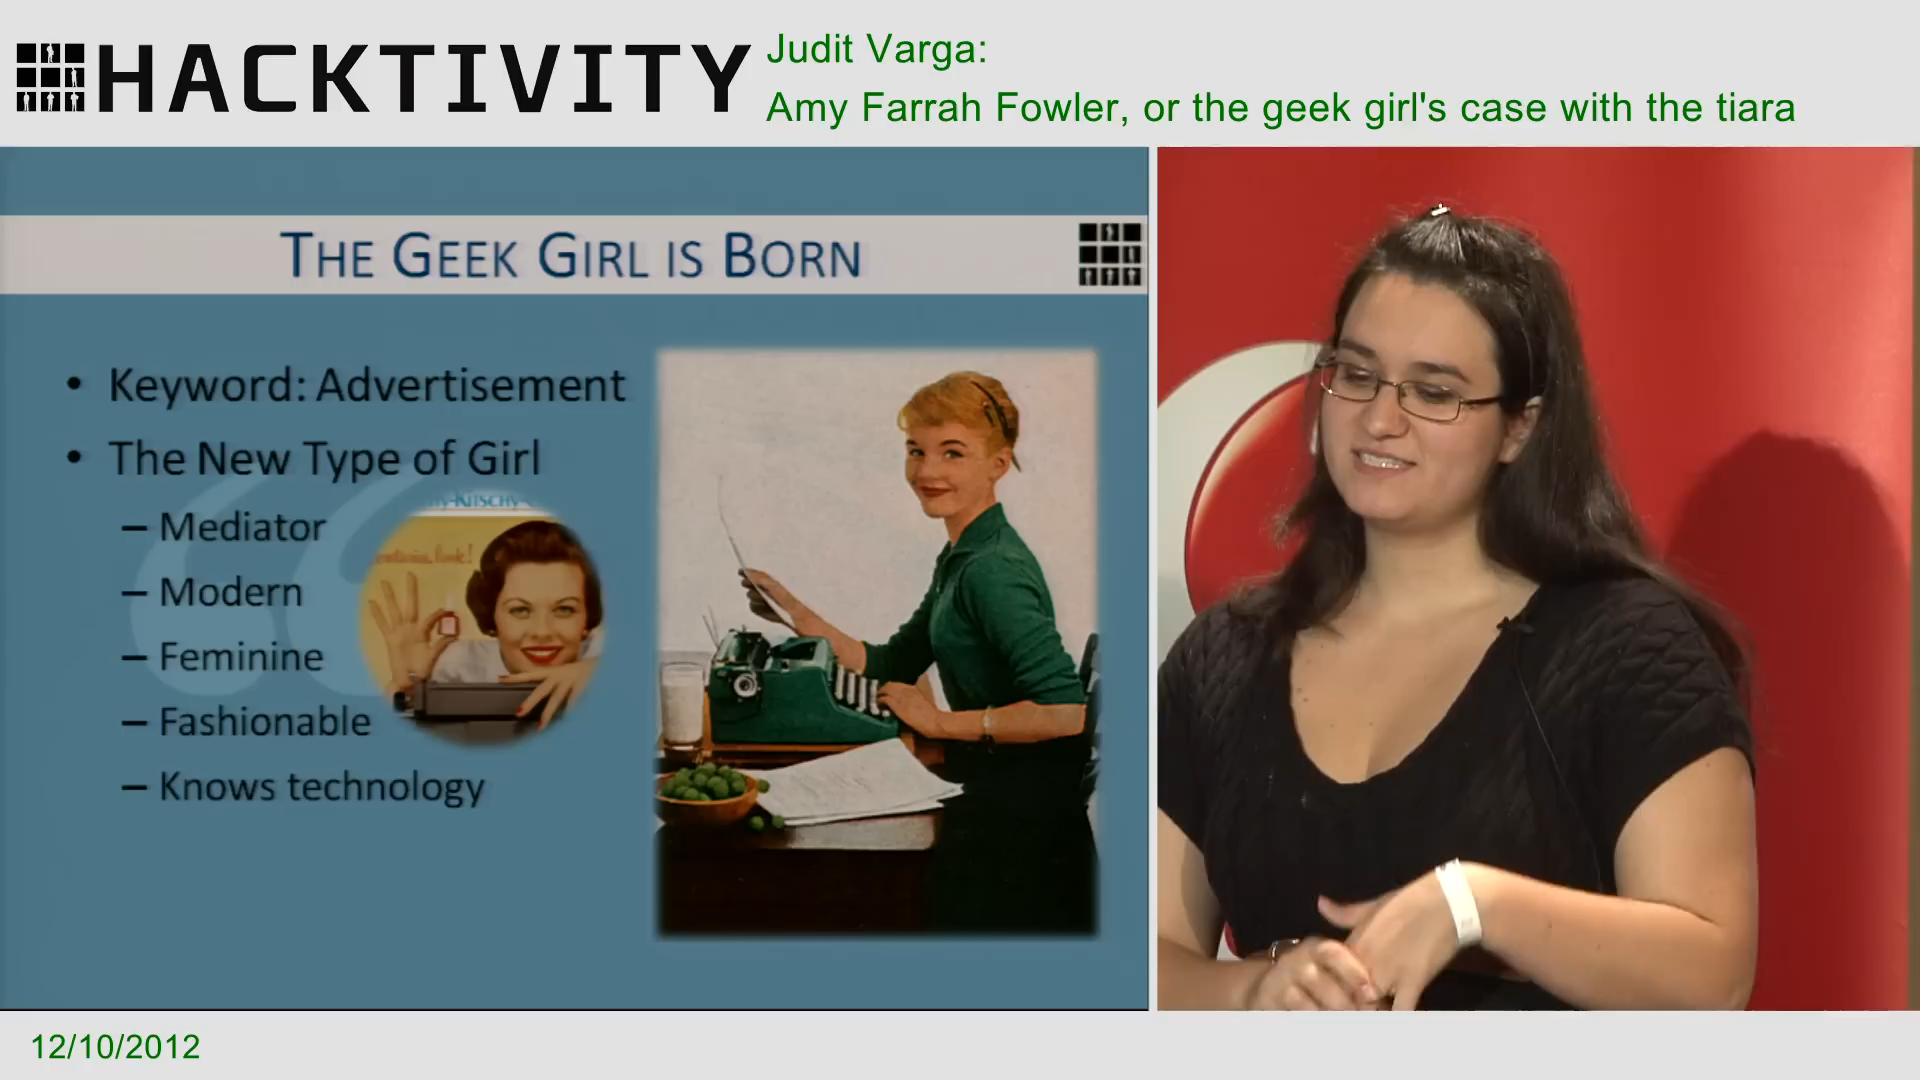 HACKTIVITY
Judit Varga:
Amy Farrah Fowler, or the geek girl's case with the tiara
THE GEEK GIRL IS BORN
• Keyword: Advertisement
• The New Type of Girl
– Mediator
– Modern
– Feminine
– Fashionable
– Knows technology
look!
12/10/2012